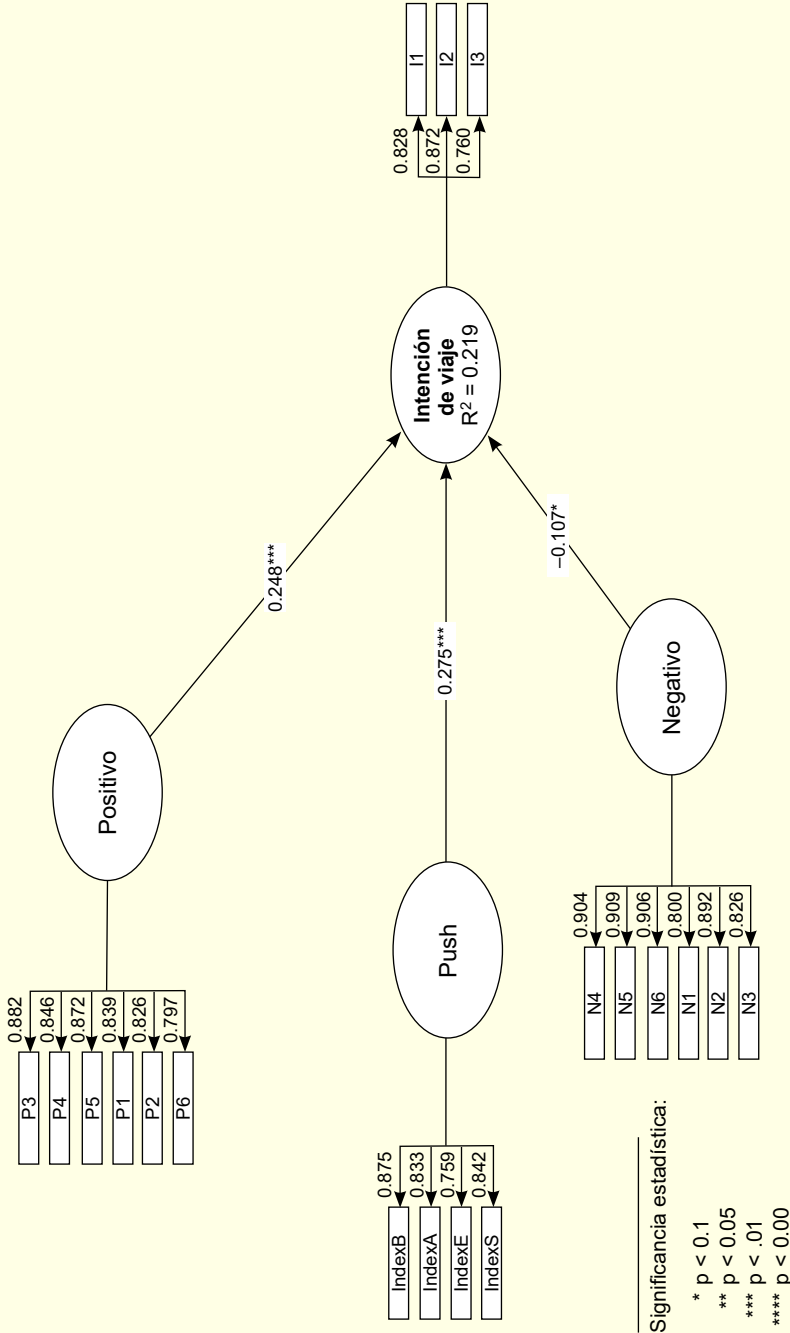 Positivo
P3
0.882
P4
0.846
P5
0.872
P1
0.839
P2
0.826
P6
0.797
0.248***
Push
IndexB
0.875
IndexA
0.833
IndexE
0.759
IndexS
0.842
0.275***
Negativo
N4
0.904
N5
0.909
N6
0.906
N1
0.800
N2
0.892
N3
0.826
−0.107*
Intención
de viaje
R² = 0.219
0.828
I1
0.872
I2
0.760
I3
Significancia estadística:
* p < 0.1
** p < 0.05
*** p < .01
**** p < 0.00